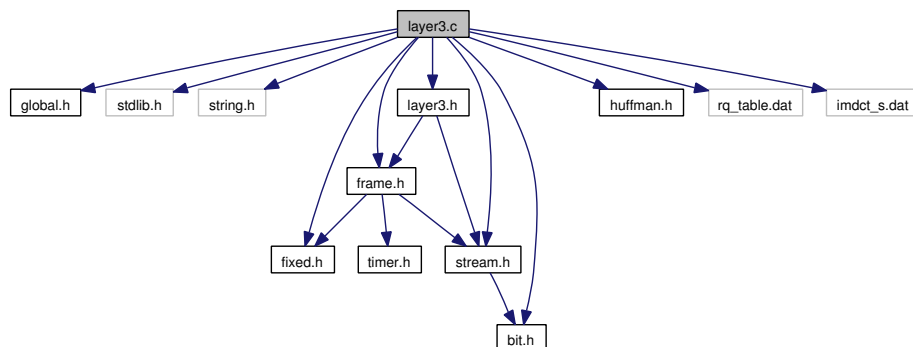 layer3.c
global.h
stdlib.h
string.h
layer3.h
huffman.h
rq_table.dat
imdct_s.dat
frame.h
fixed.h
timer.h
stream.h
bit.h